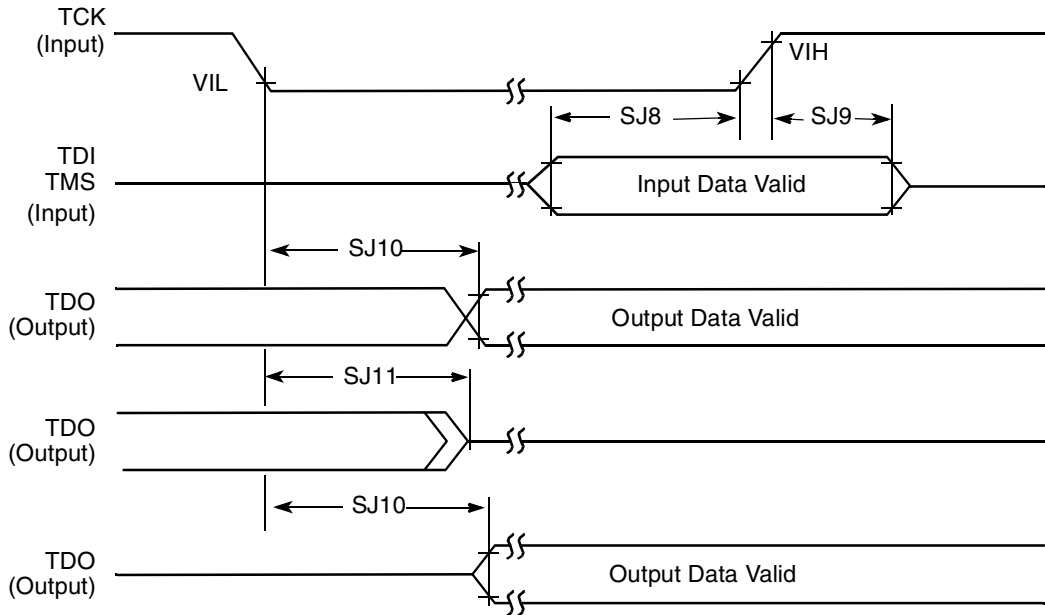 TCK
(Input)
VIL
VIH
SJ8
SJ9
TDI
TMS
(Input)
Input Data Valid
SJ10
TDO
(Output)
Output Data Valid
SJ11
TDO
(Output)
SJ10
TDO
(Output)
Output Data Valid